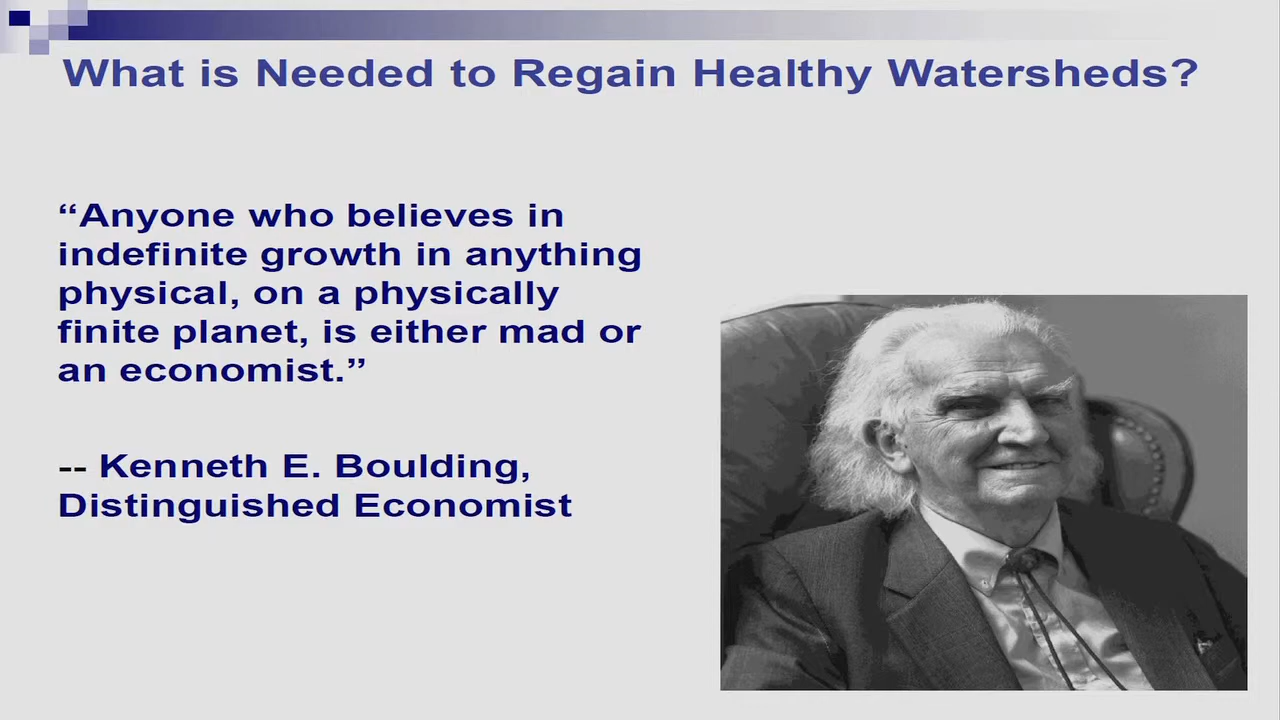 What is Needed to Regain Healthy Watersheds?
“Anyone who believes in
indefinite growth in anything
physical, on a physically
finite planet, is either mad or
an economist.”
-- Kenneth E. Boulding,
Distinguished Economist